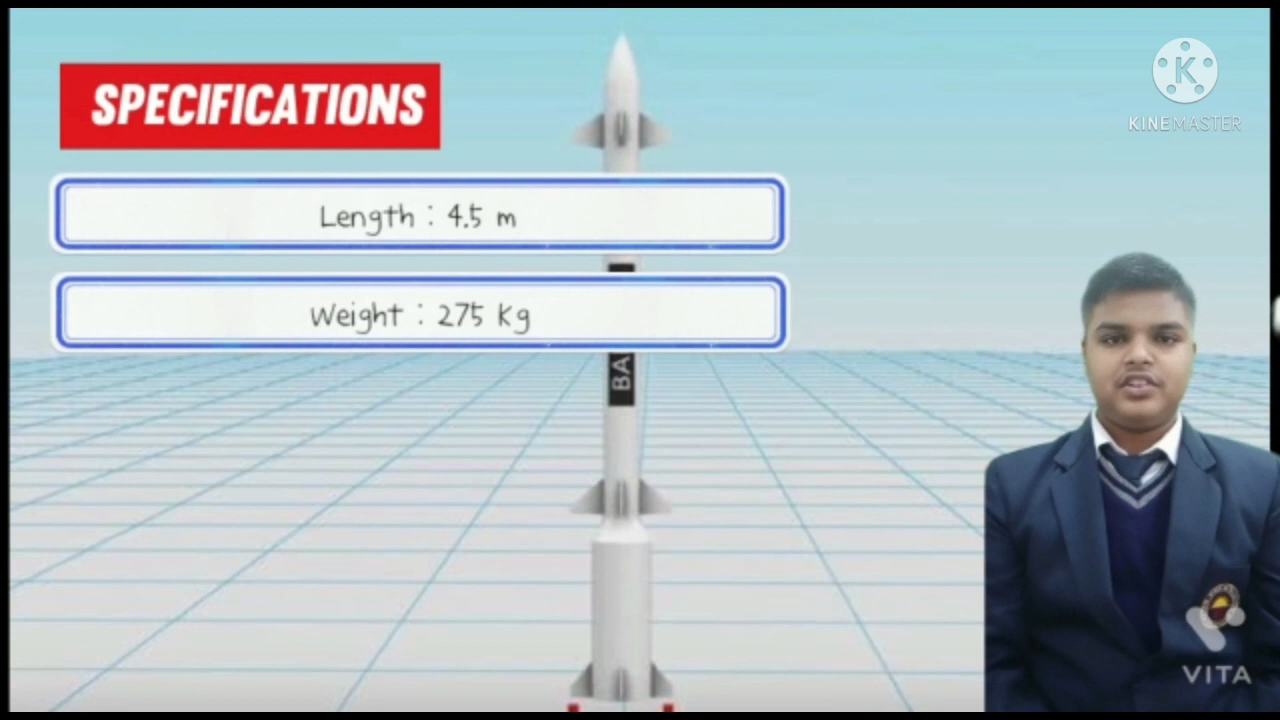 SPECIFICATIONS
K
KINEMASTER
Length : 4.5 m
Weight : 275 kg
BA
VITA